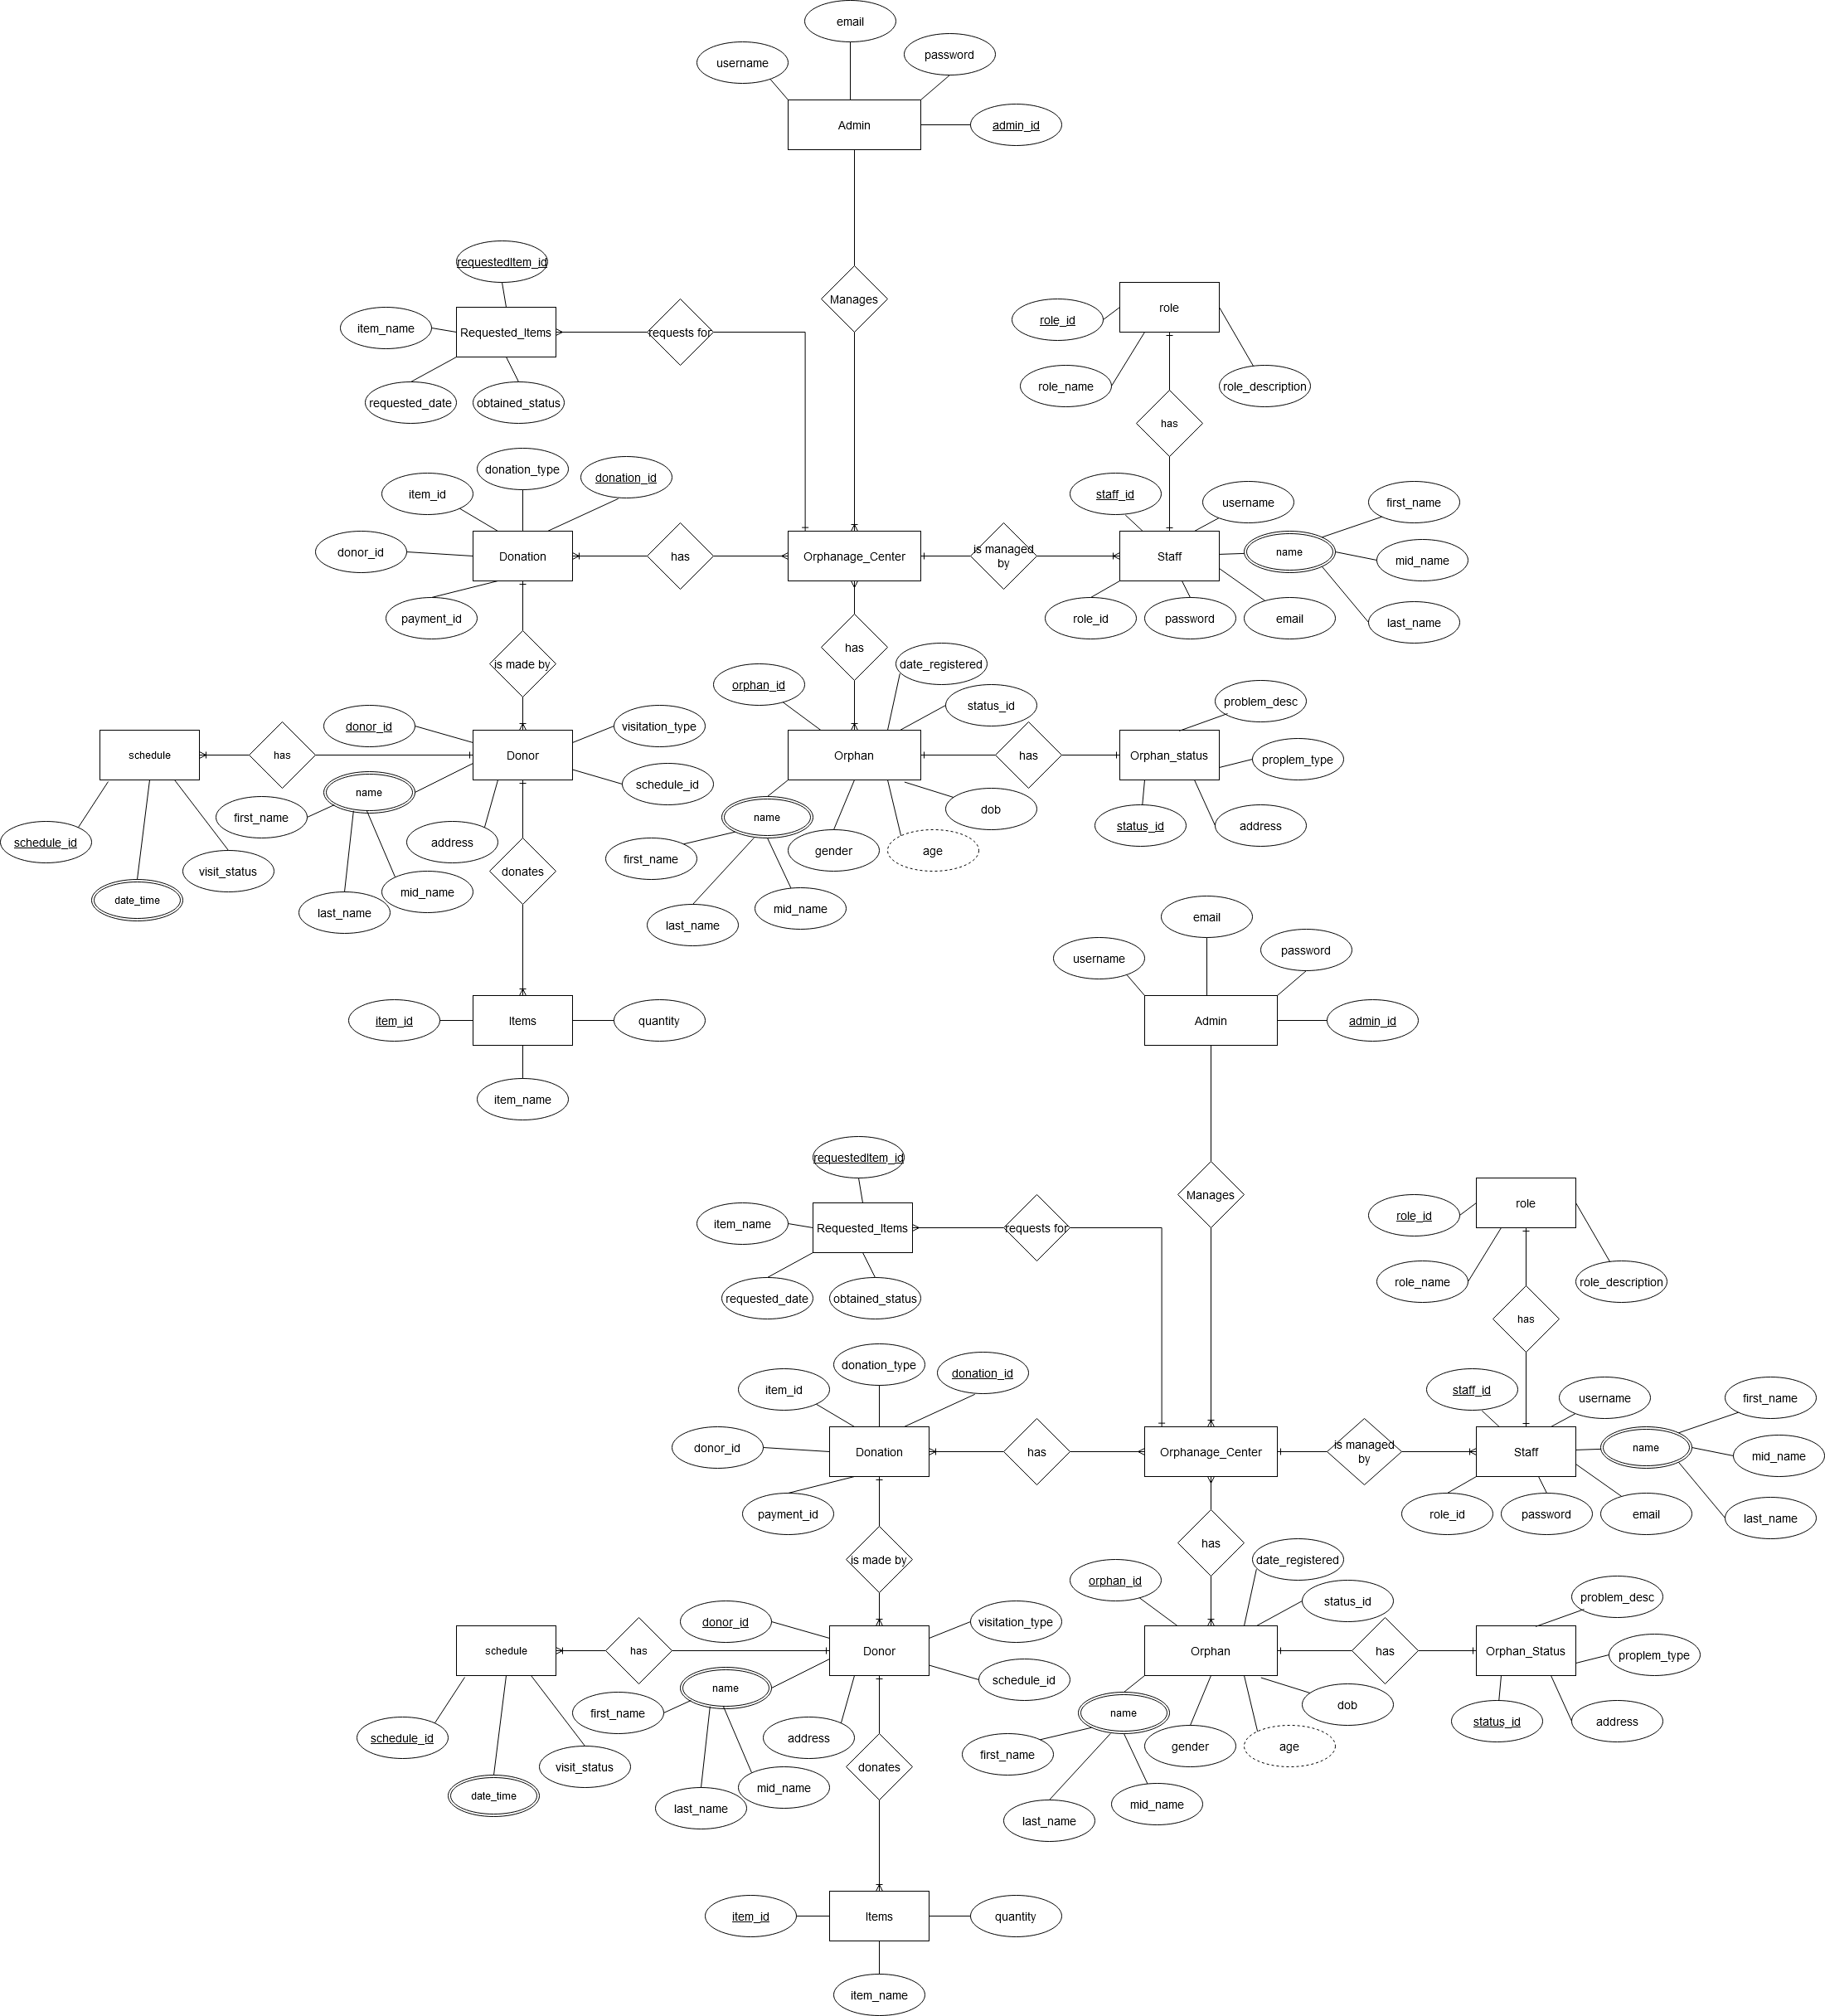 email
username
password
Admin
admin_id
requestedItem_id
item_name
Requested_Items
requests for
Manages
role
role_id
requested_date
obtained_status
role_name
role_description
has
donation_type
item_id
donation_id
staff_id
username
first_name
donor_id
Donation
has
Orphanage_Center
is managed
by
Staff
name
mid_name
payment_id
role_id
password
email
last_name
is made by
has
date_registered
orphan_id
status_id
problem_desc
schedule
has
donor_id
Donor
visitation_type
Orphan
has
Orphan_status
proplem_type
schedule_id
name
first_name
address
name
dob
status_id
address
schedule_id
visit_status
date_time
last_name
mid_name
donates
first_name
gender
age
last_name
mid_name
item_id
Items
quantity
item_name
email
username
password
Admin
admin_id
requestedItem_id
item_name
Requested_Items
requests for
Manages
role
role_id
requested_date
obtained_status
role_name
role_description
has
donation_type
item_id
donation_id
staff_id
username
first_name
donor_id
Donation
has
Orphanage_Center
is managed
by
Staff
name
mid_name
payment_id
role_id
password
email
last_name
is made by
has
date_registered
orphan_id
status_id
problem_desc
schedule
has
donor_id
Donor
visitation_type
Orphan
has
Orphan_Status
proplem_type
schedule_id
name
first_name
address
name
dob
status_id
address
schedule_id
visit_status
date_time
last_name
mid_name
donates
first_name
gender
age
last_name
mid_name
item_id
Items
quantity
item_name